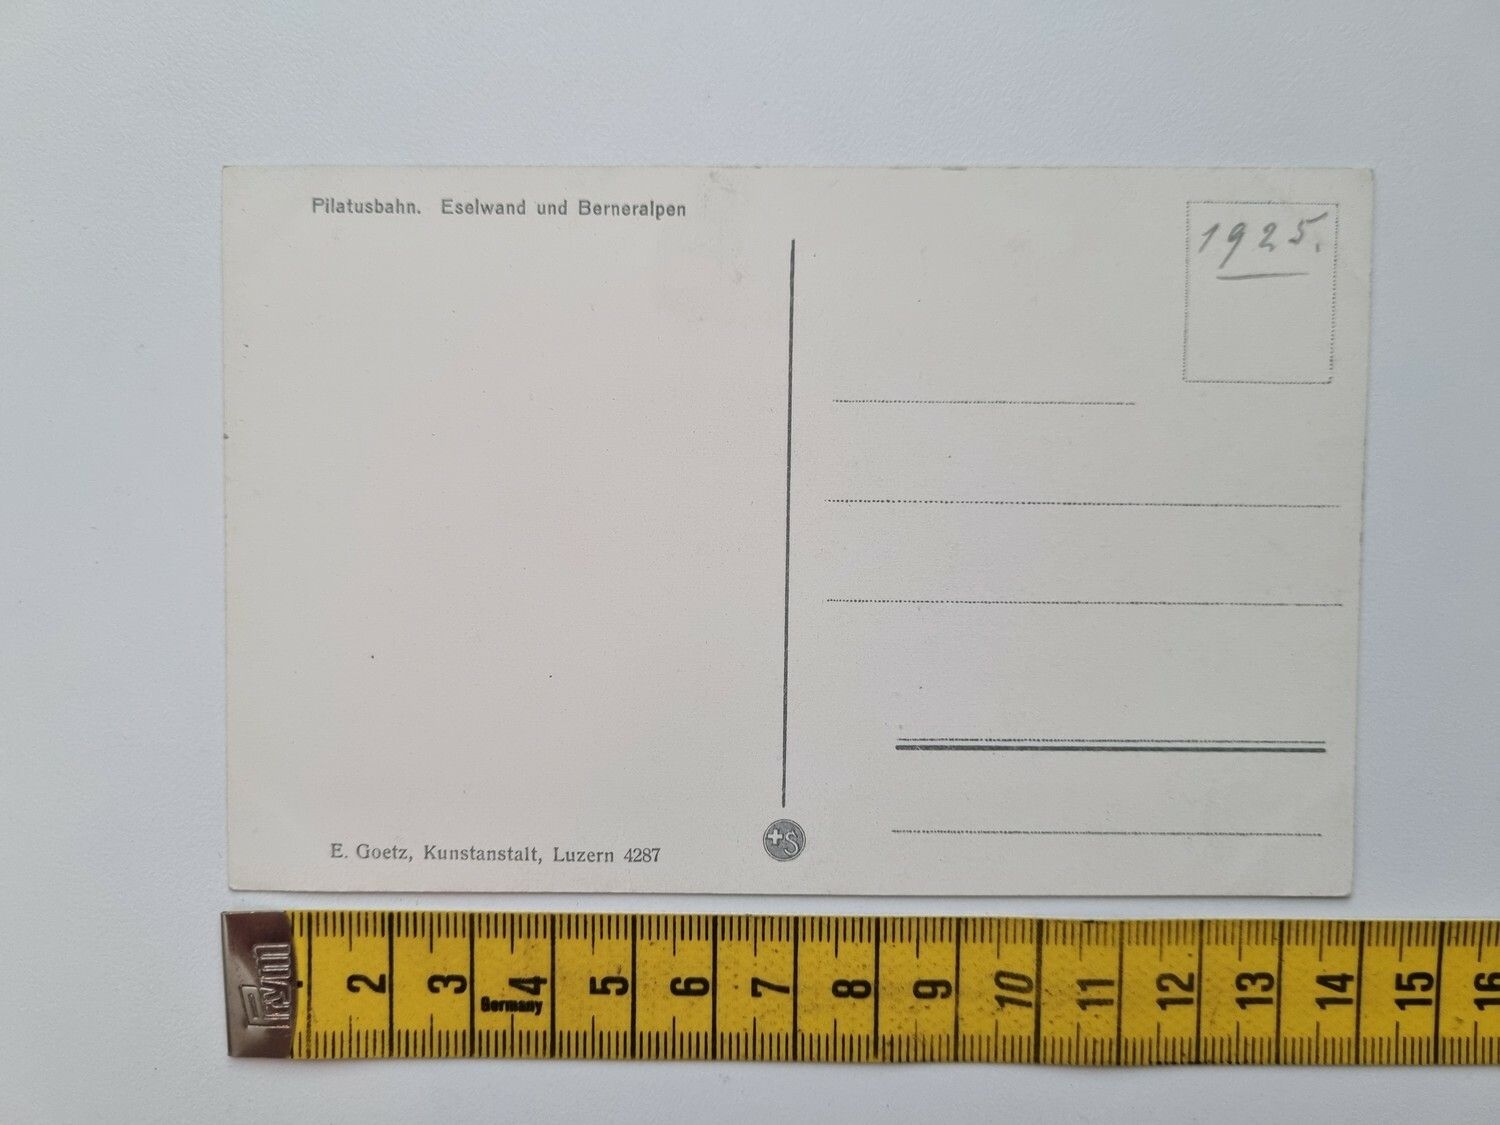 Pilatusbahn. Eselwand und Berneralpen
1925.
E. Goetz, Kunstanstalt, Luzern 4287
+S
Prym
2 3 4 5 6 7 8 9 10 11 12 13 14 15 16
Germany